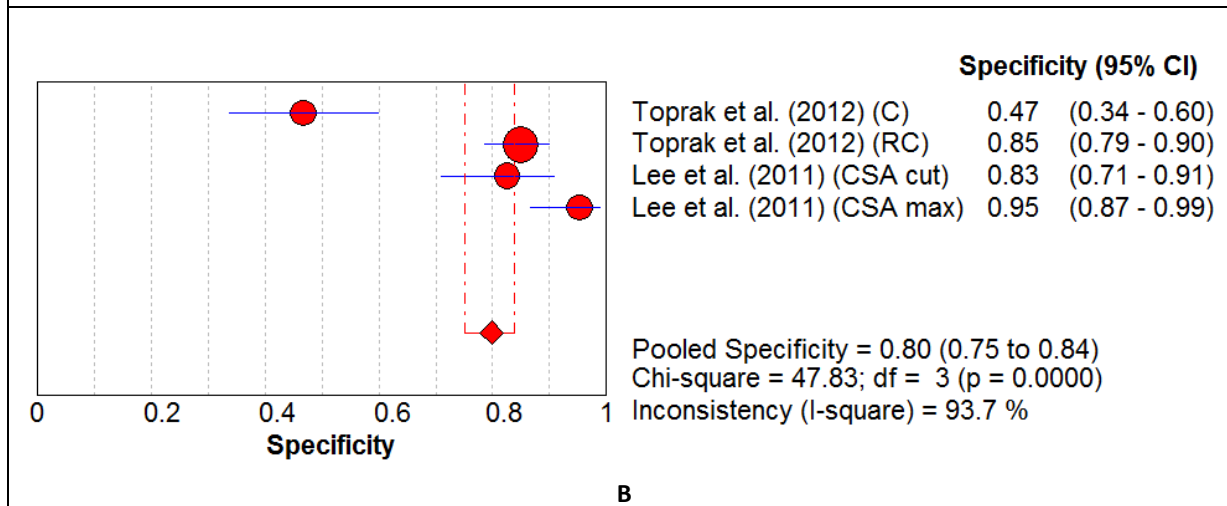 Specificity (95% CI)
Toprak et al. (2012) (C) 0.47 (0.34 - 0.60)
Toprak et al. (2012) (RC) 0.85 (0.79 - 0.90)
Lee et al. (2011) (CSA cut) 0.83 (0.71 - 0.91)
Lee et al. (2011) (CSA max) 0.95 (0.87 - 0.99)
Pooled Specificity = 0.80 (0.75 to 0.84)
Chi-square = 47.83; df = 3 (p = 0.0000)
Inconsistency (I-square) = 93.7 %
0 0.2 0.4 0.6 0.8 1
Specificity
B